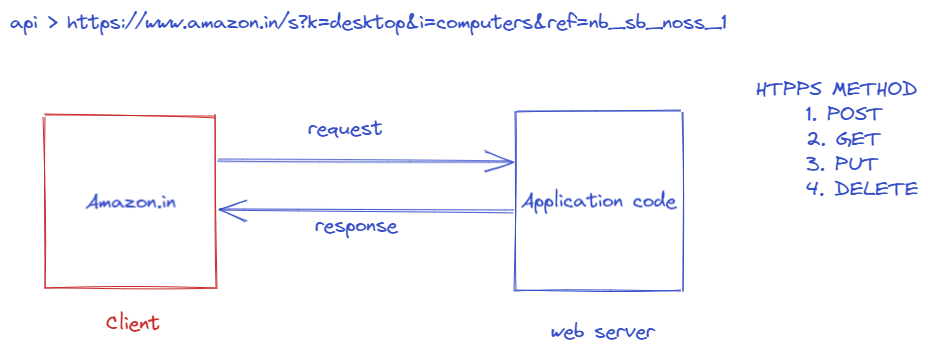 api > https://www.amazon.in/s?k=desktop&i=computers&ref=nb_sb_noss_1
HTPPS METHOD
1. POST
2. GET
3. PUT
4. DELETE
request
Amazon.in
Application code
response
Client
web server